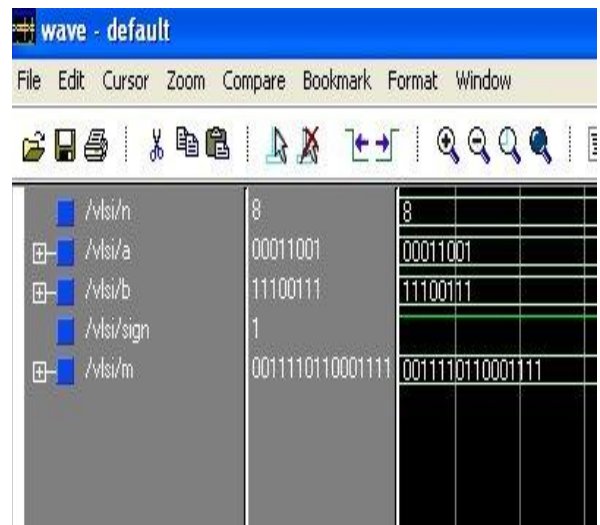 wave - default
File Edit Cursor Zoom Compare Bookmark Format Window
/vlsi/n 8 8
/vlsi/a 00011001 00011001
/vlsi/b 11100111 11100111
/vlsi/sign 1
/vlsi/m 0011110110001111 0011110110001111